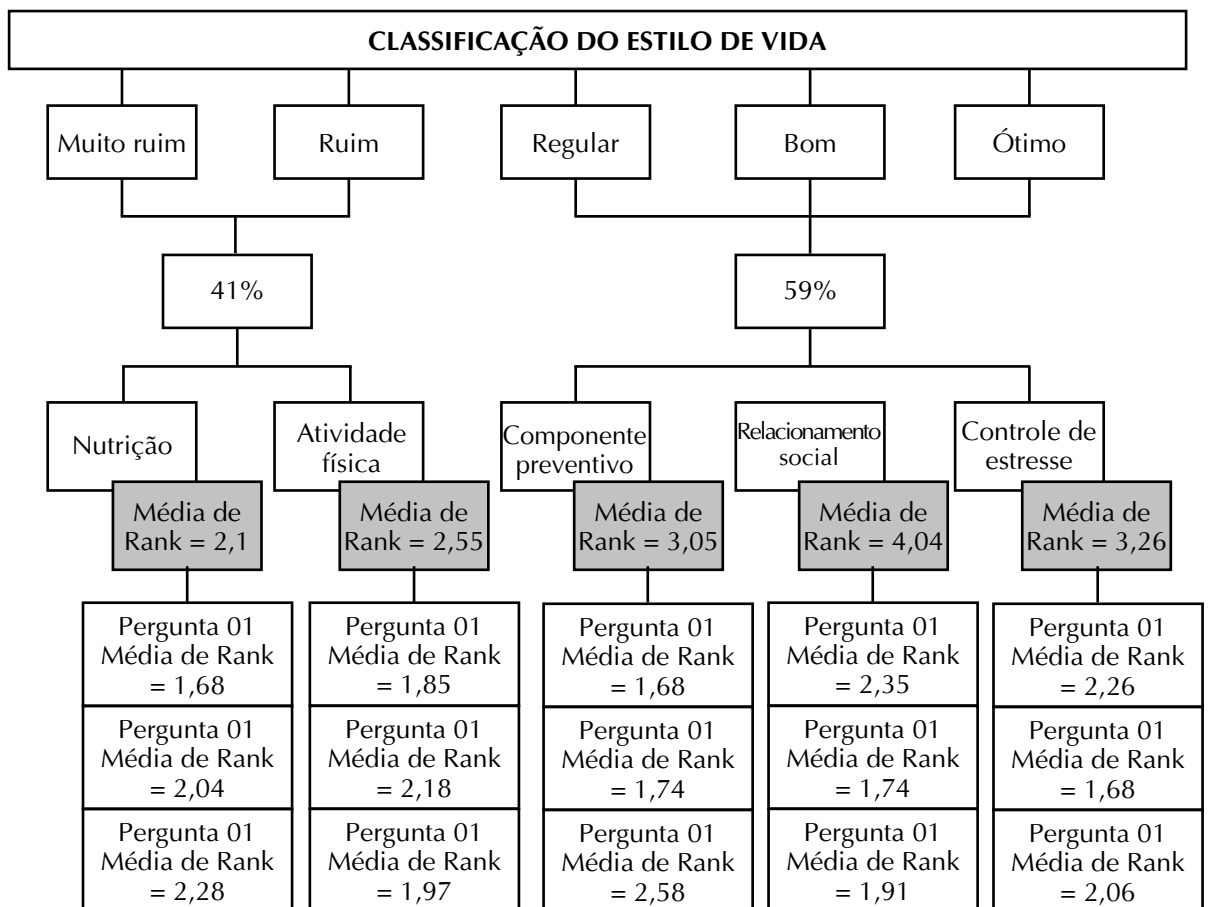 CLASSIFICAÇÃO DO ESTILO DE VIDA
Muito ruim
Ruim
Regular
Bom
Ótimo
41%
59%
Nutrição
Atividade
física
Componente
preventivo
Relacionamento
social
Controle de
estresse
Média de
Rank = 2,1
Média de
Rank = 2,55
Média de
Rank = 3,05
Média de
Rank = 4,04
Média de
Rank = 3,26
Pergunta 01
Média de Rank
= 1,68
Pergunta 01
Média de Rank
= 1,85
Pergunta 01
Média de Rank
= 1,68
Pergunta 01
Média de Rank
= 2,35
Pergunta 01
Média de Rank
= 2,26
Pergunta 01
Média de Rank
= 2,04
Pergunta 01
Média de Rank
= 2,18
Pergunta 01
Média de Rank
= 1,74
Pergunta 01
Média de Rank
= 1,74
Pergunta 01
Média de Rank
= 1,68
Pergunta 01
Média de Rank
= 2,28
Pergunta 01
Média de Rank
= 1,97
Pergunta 01
Média de Rank
= 2,58
Pergunta 01
Média de Rank
= 1,91
Pergunta 01
Média de Rank
= 2,06